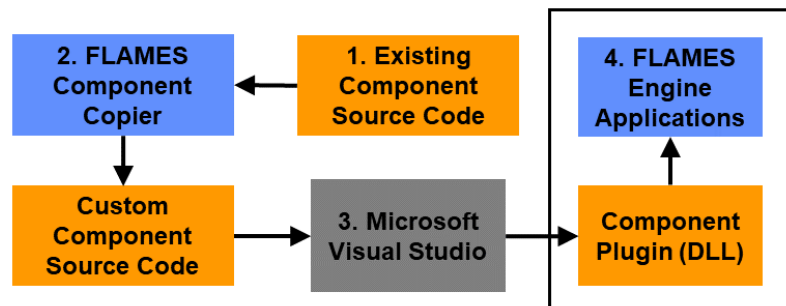 2. FLAMES
Component
Copier
1. Existing
Component
Source Code
4. FLAMES
Engine
Applications
Custom
Component
Source Code
3. Microsoft
Visual Studio
Component
Plugin (DLL)